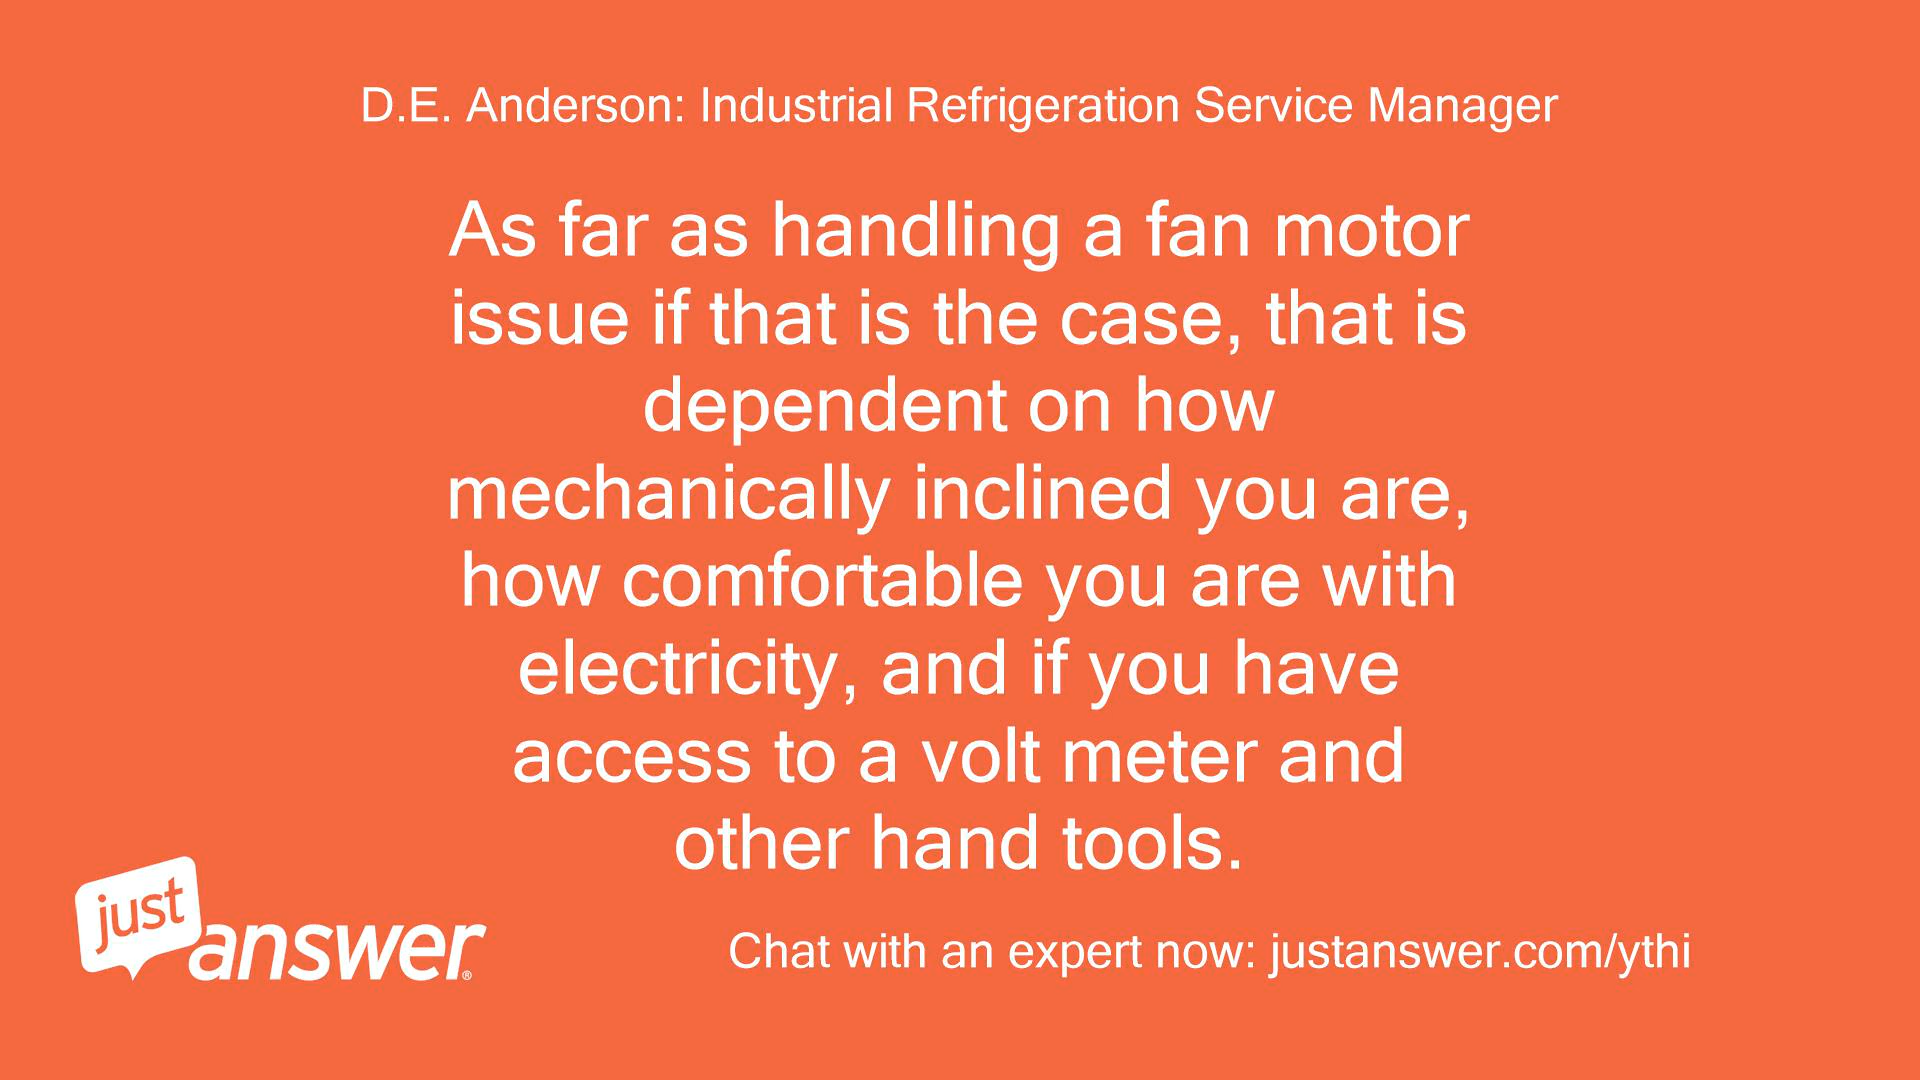 D.E. Anderson: Industrial Refrigeration Service Manager
As far as handling a fan motor
issue if that is the case, that is
dependent on how
mechanically inclined you are,
how comfortable you are with
electricity, and if you have
access to a volt meter and
other hand tools.
just
answer®
Chat with an expert now: justanswer.com/ythi